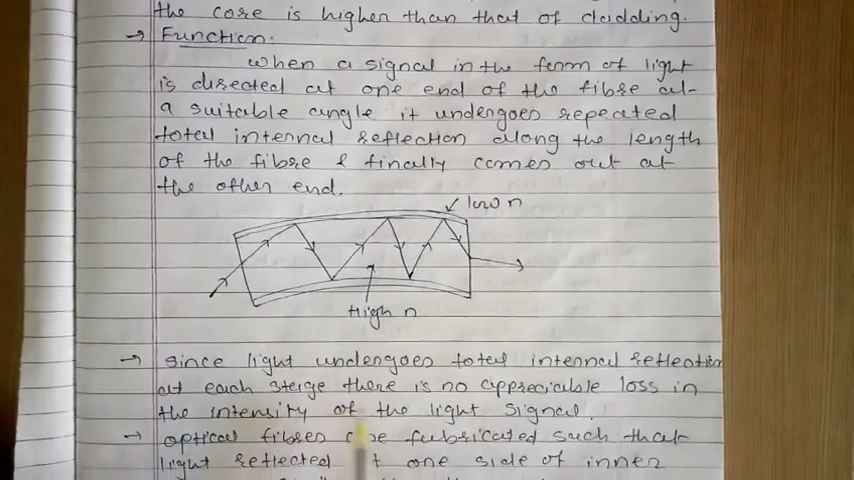 the core is higher than that of cladding.
→ Function:
When a signal in the form of light
is directed at one end of the fibre at
a suitable angle it undergoes repeated
total internal reflection along the length
of the fibre & finally comes out at
the other end.
low n
High n
→ since light undergoes total internal reflection
at each stage there is no appreciable loss in
the intensity of the light signal.
→ optical fibres are fabricated such that
light reflected at one side of inner